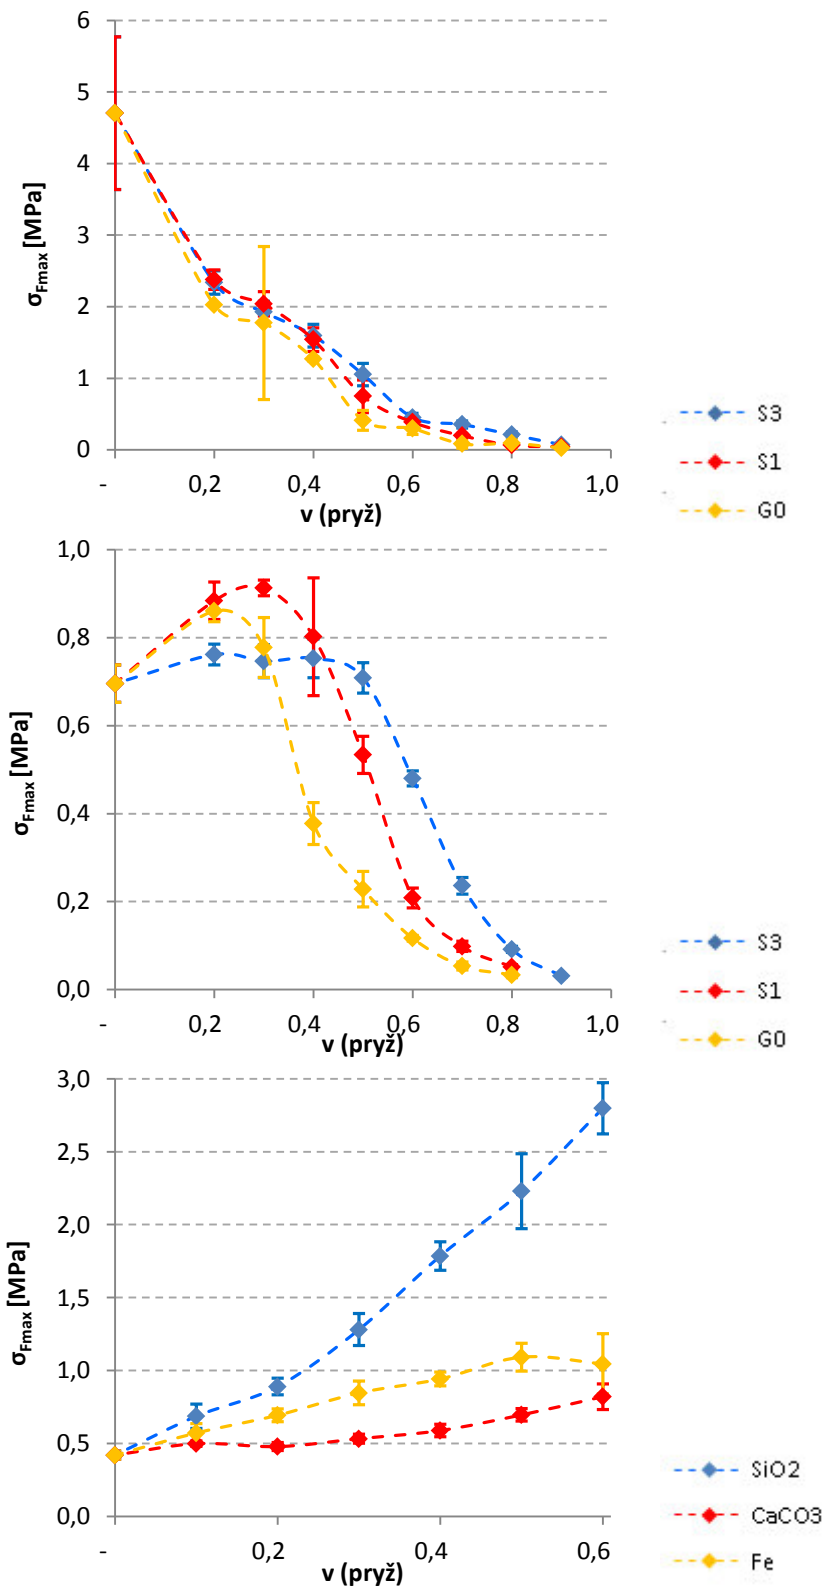 6
5
4
3
2
1
0
σFmax [MPa]
- 0,2 0,4 0,6 0,8 1,0
v (pryž)
S3
S1
G0
1,0
0,8
0,6
0,4
0,2
0,0
σFmax [MPa]
- 0,2 0,4 0,6 0,8 1,0
v (pryž)
S3
S1
G0
3,0
2,5
2,0
1,5
1,0
0,5
0,0
σFmax [MPa]
- 0,2 0,4 0,6
v (pryž)
SiO2
CaCO3
Fe